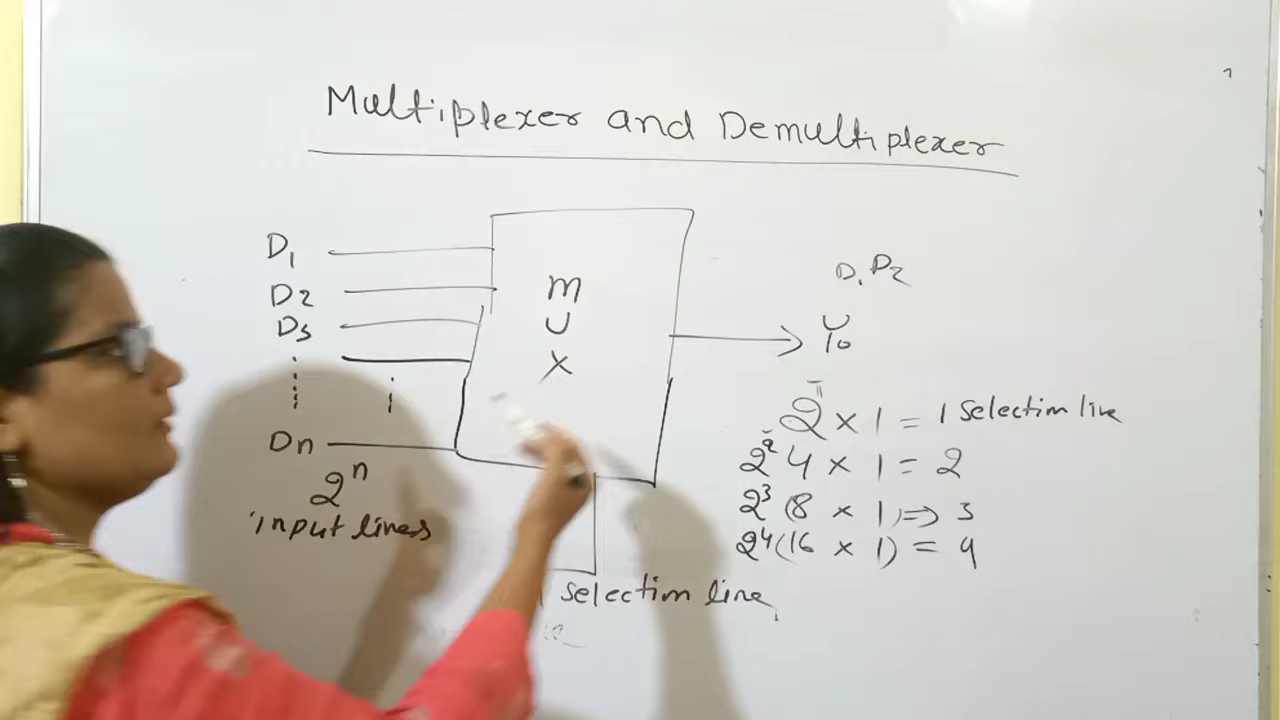 Multiplexer and Demultiplexer
D1
D2
D3
Dn
2^n
input lines
M
U
X
D1 D2
Y0
2^1 × 1 = 1 Selection line
2^2 4 × 1 = 2
2^3 (8 × 1) => 3
2^4 (16 × 1) = 4
selection line